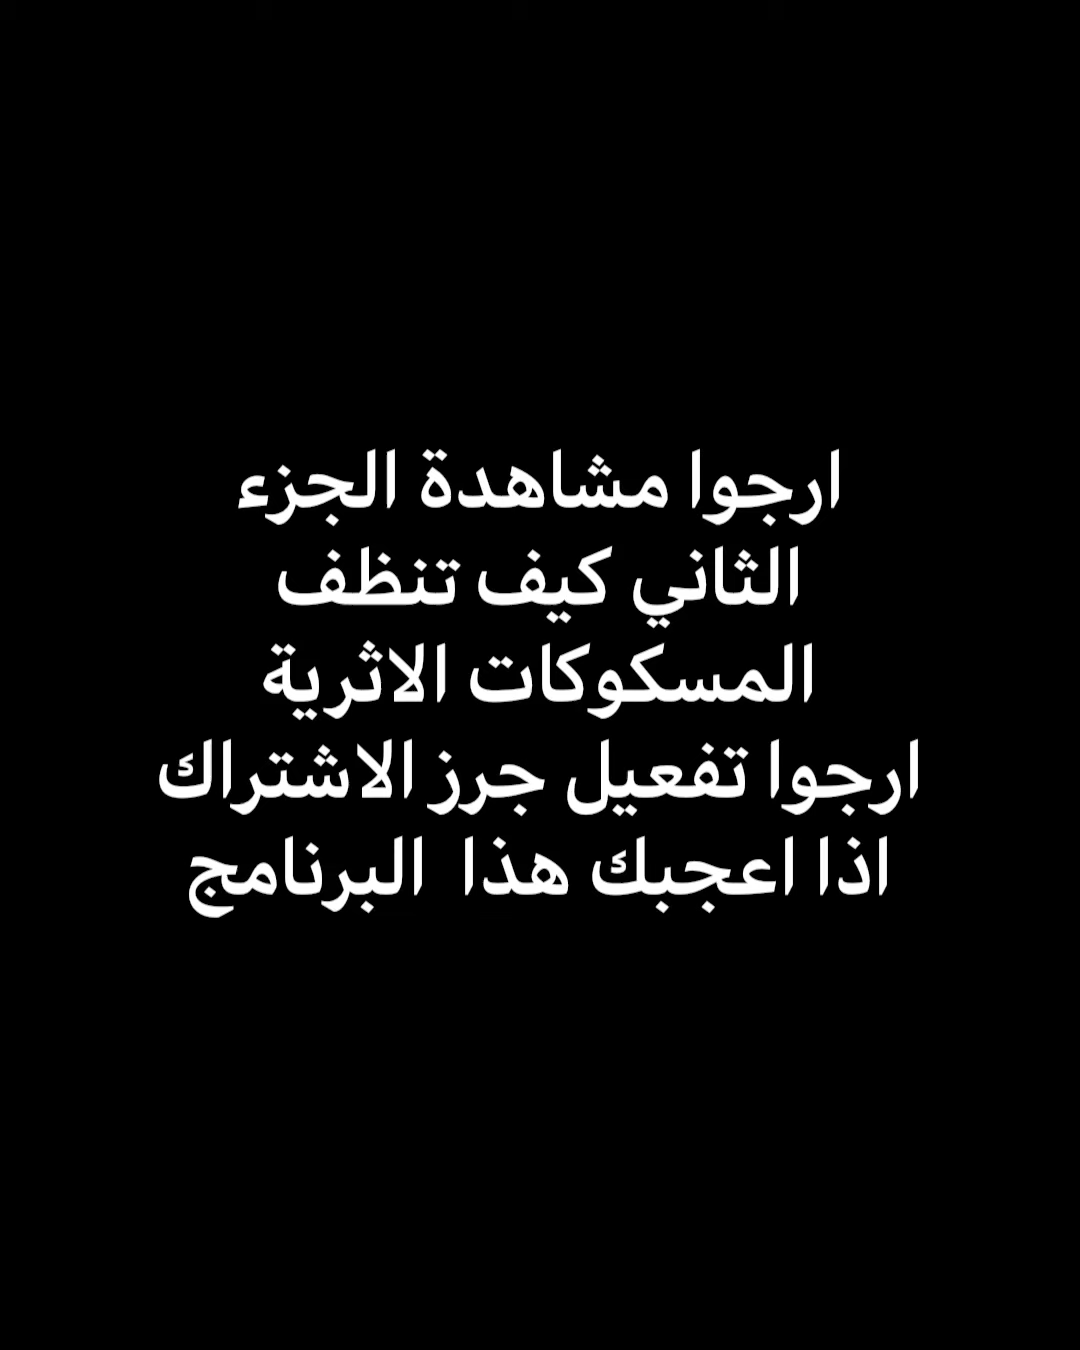 ارجوا مشاهدة الجزء
الثاني كيف تنظف
المسكوكات الاثرية
ارجوا تفعيل جرز الاشتراك
اذا اعجبك هذا  البرنامج